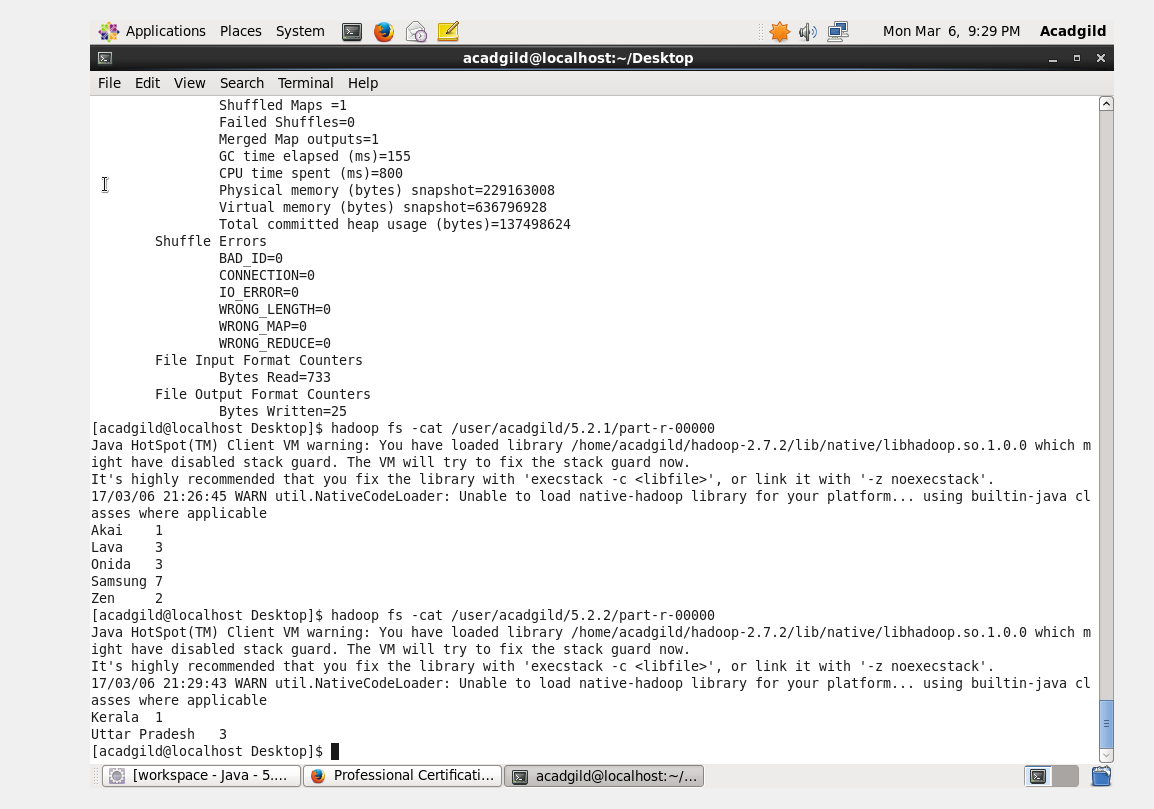 Applications Places System Mon Mar 6, 9:29 PM Acadgild
acadgild@localhost:~/Desktop
File Edit View Search Terminal Help
Shuffled Maps =1
Failed Shuffles=0
Merged Map outputs=1
GC time elapsed (ms)=155
CPU time spent (ms)=800
Physical memory (bytes) snapshot=229163008
Virtual memory (bytes) snapshot=636796928
Total committed heap usage (bytes)=137498624
Shuffle Errors
BAD_ID=0
CONNECTION=0
IO_ERROR=0
WRONG_LENGTH=0
WRONG_MAP=0
WRONG_REDUCE=0
File Input Format Counters
Bytes Read=733
File Output Format Counters
Bytes Written=25
[acadgild@localhost Desktop]$ hadoop fs -cat /user/acadgild/5.2.1/part-r-00000
Java HotSpot(TM) Client VM warning: You have loaded library /home/acadgild/hadoop-2.7.2/lib/native/libhadoop.so.1.0.0 which m
ight have disabled stack guard. The VM will try to fix the stack guard now.
It's highly recommended that you fix the library with 'execstack -c <libfile>', or link it with '-z noexecstack'.
17/03/06 21:26:45 WARN util.NativeCodeLoader: Unable to load native-hadoop library for your platform... using builtin-java cl
asses where applicable
Akai 1
Lava 3
Onida 3
Samsung 7
Zen 2
[acadgild@localhost Desktop]$ hadoop fs -cat /user/acadgild/5.2.2/part-r-00000
Java HotSpot(TM) Client VM warning: You have loaded library /home/acadgild/hadoop-2.7.2/lib/native/libhadoop.so.1.0.0 which m
ight have disabled stack guard. The VM will try to fix the stack guard now.
It's highly recommended that you fix the library with 'execstack -c <libfile>', or link it with '-z noexecstack'.
17/03/06 21:29:43 WARN util.NativeCodeLoader: Unable to load native-hadoop library for your platform... using builtin-java cl
asses where applicable
Kerala 1
Uttar Pradesh 3
[acadgild@localhost Desktop]$
[workspace - Java - 5.... Professional Certificati... acadgild@localhost:~/...